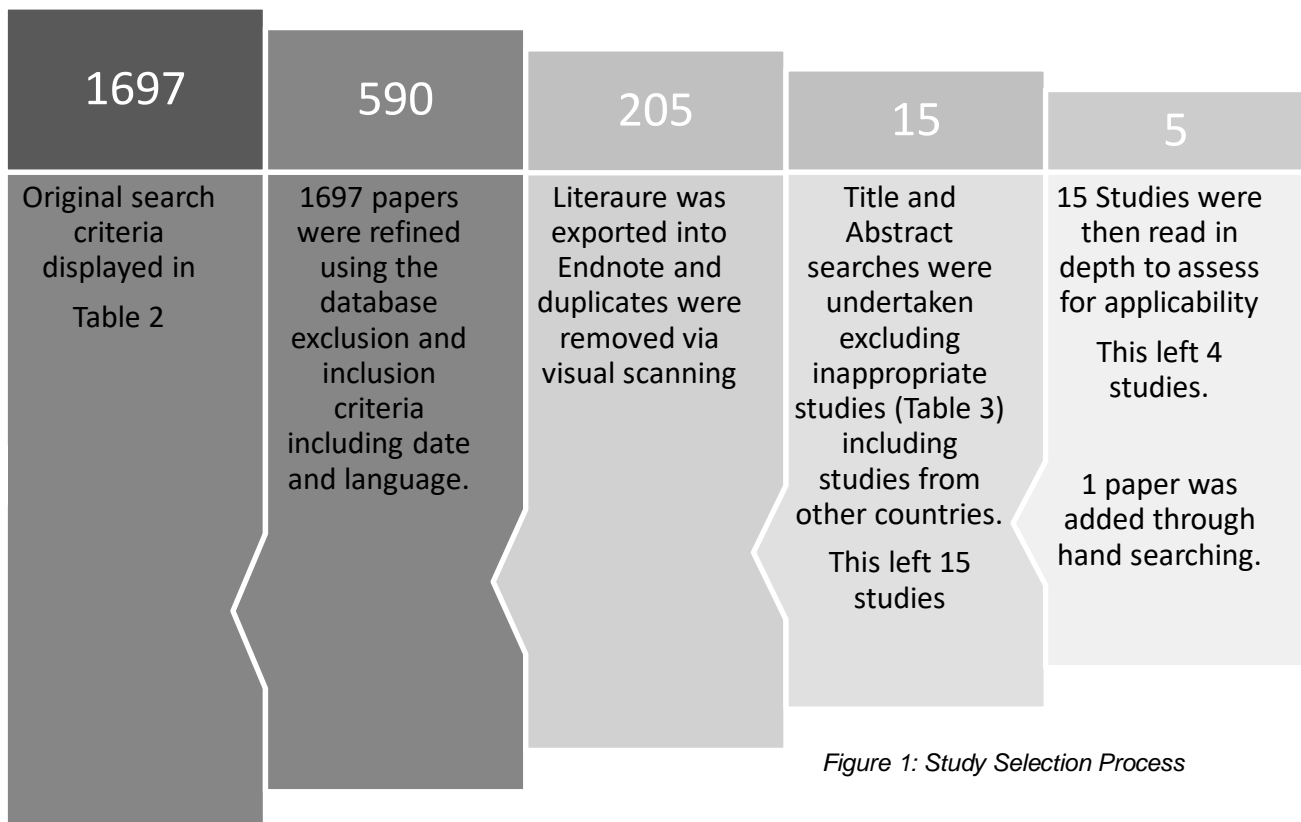 1697
Original search
criteria
displayed in
Table 2
590
1697 papers
were refined
using the
database
exclusion and
inclusion
criteria
including date
and language.
205
Literaure was
exported into
Endnote and
duplicates were
removed via
visual scanning
15
Title and
Abstract
searches were
undertaken
excluding
inappropriate
studies (Table 3)
including
studies from
other countries.
This left 15
studies
5
15 Studies were
then read in
depth to assess
for applicability
This left 4
studies.
1 paper was
added through
hand searching.
Figure 1: Study Selection Process